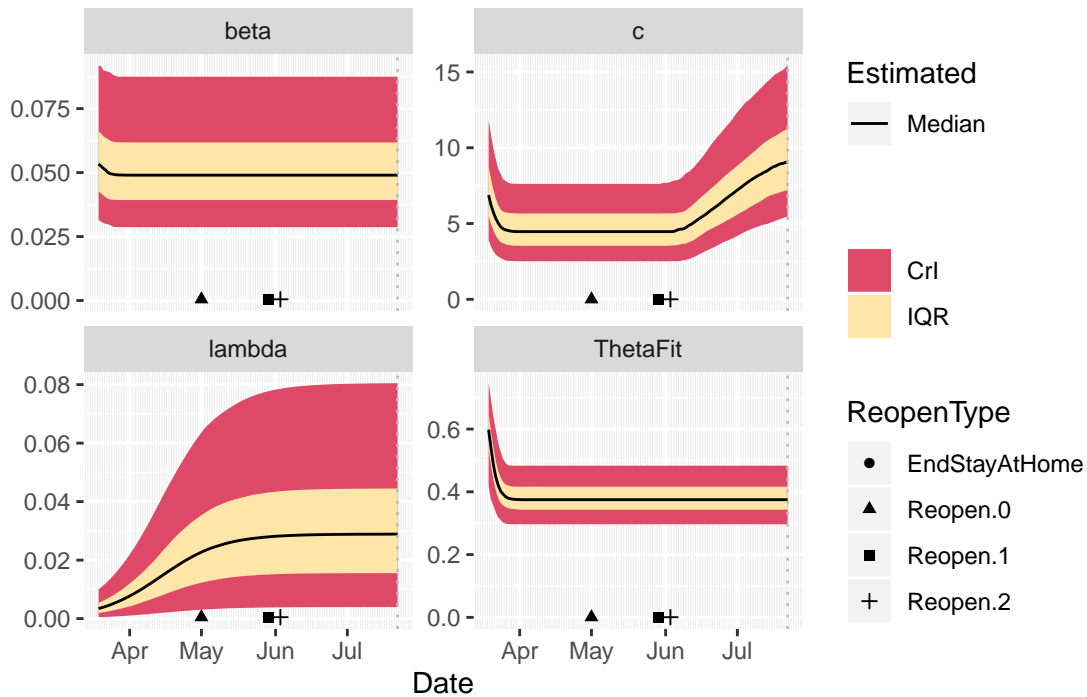 beta
c
0.075
0.050
0.025
0.000
15
10
5
0
lambda
ThetaFit
0.08
0.06
0.04
0.02
0.00
0.6
0.4
0.2
0.0
Apr May Jun Jul
Apr May Jun Jul
Date
Estimated
Median
CrI
IQR
ReopenType
EndStayAtHome
Reopen.0
Reopen.1
Reopen.2